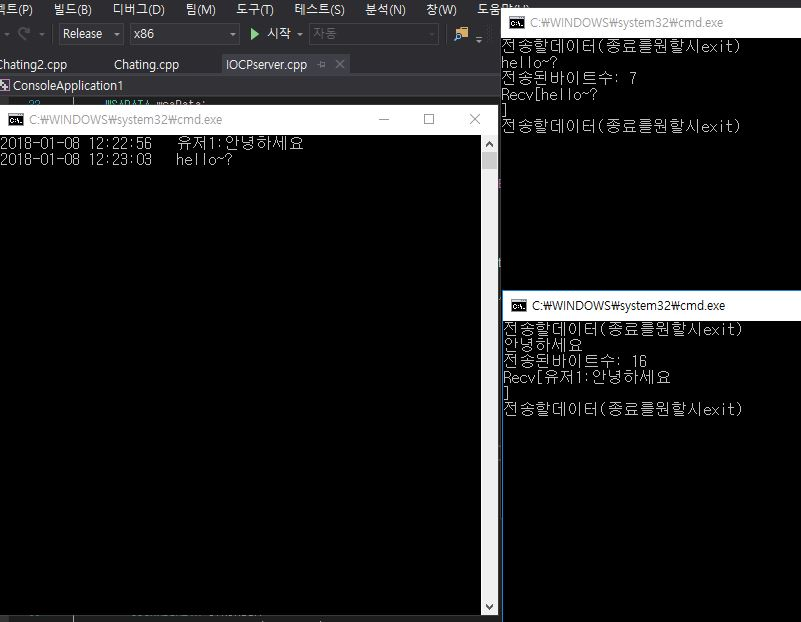 빌드(B) 디버그(D) 팀(M) 도구(T) 테스트(S) 분석(N) 창(W)
Release x86 시작 자동
Chating2.cpp Chating.cpp IOCPserver.cpp
ConsoleApplication1
C:₩WINDOWS₩system32₩cmd.exe
2018-01-08 12:22:56 유저1:안녕하세요
2018-01-08 12:23:03 hello~?
C:₩WINDOWS₩system32₩cmd.exe
전송할데이터(종료를원할시exit)
hello~?
전송된바이트수: 7
Recv[hello~?
]
전송할데이터(종료를원할시exit)
C:₩WINDOWS₩system32₩cmd.exe
전송할데이터(종료를원할시exit)
안녕하세요
전송된바이트수: 16
Recv[유저1:안녕하세요
]
전송할데이터(종료를원할시exit)